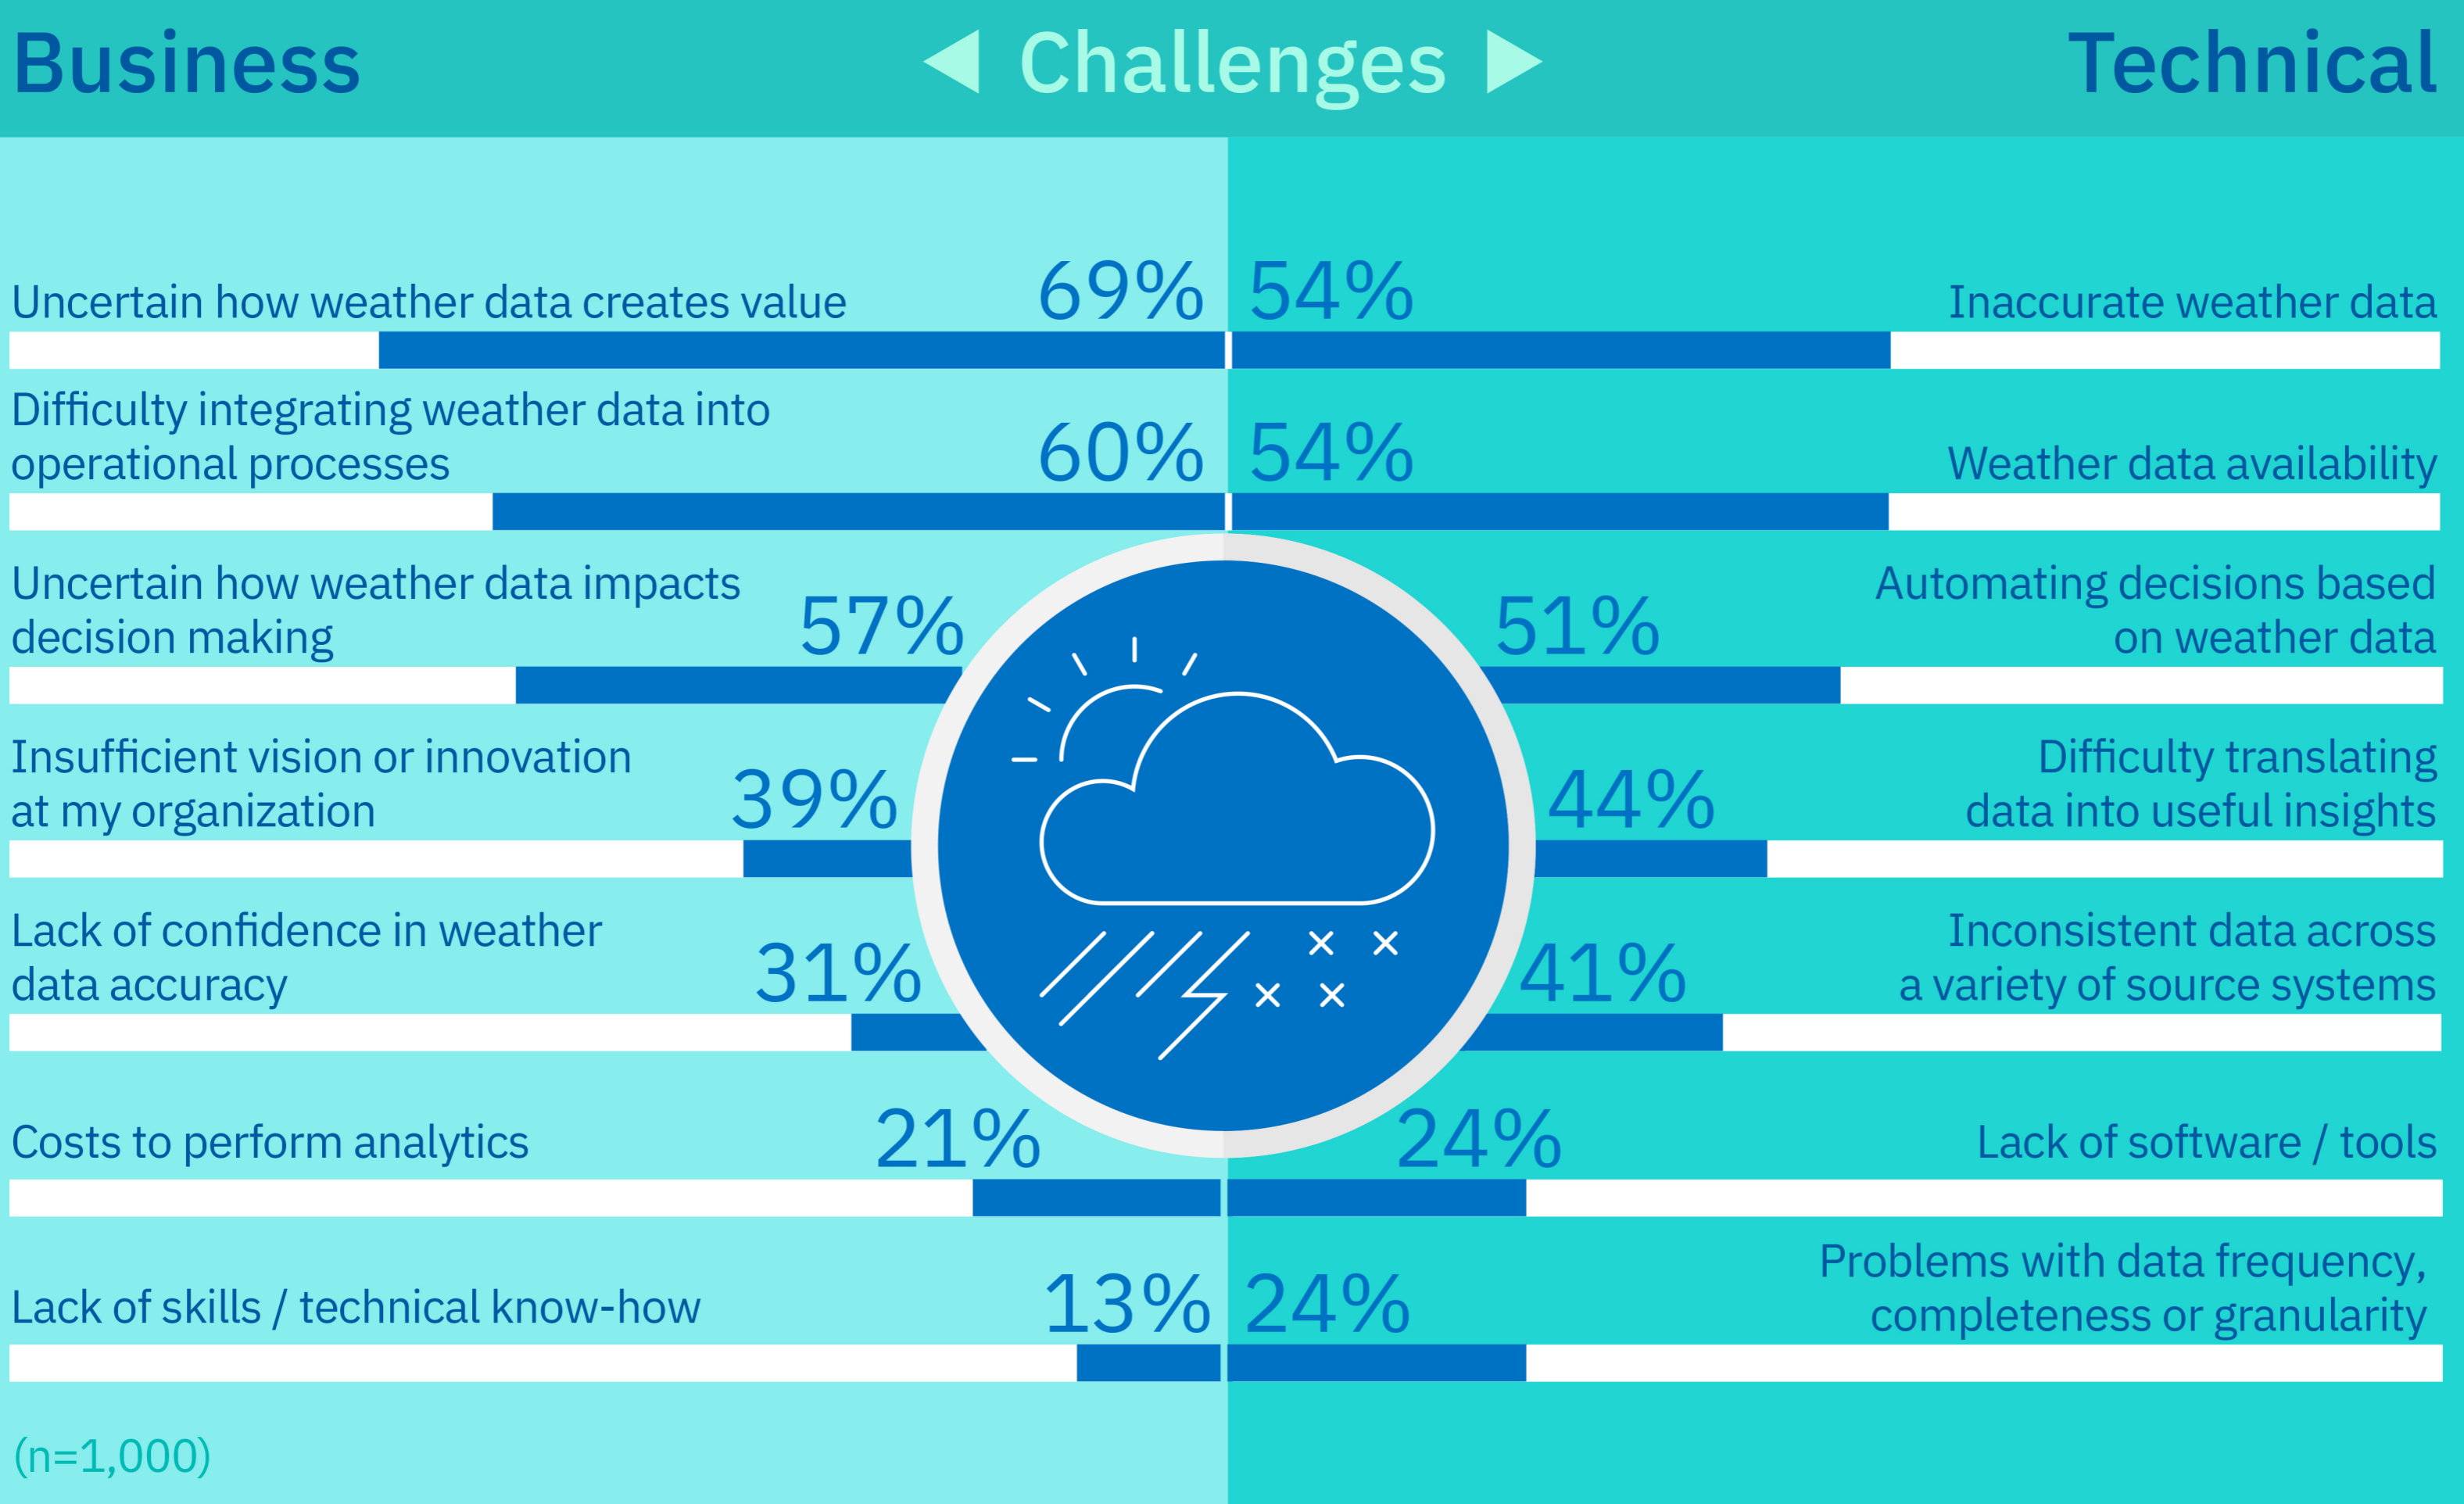 Business
Challenges
Technical
Uncertain how weather data creates value
69%
54%
Inaccurate weather data
Difficulty integrating weather data into
operational processes
60%
54%
Weather data availability
Uncertain how weather data impacts
decision making
57%
51%
Automating decisions based
on weather data
Insufficient vision or innovation
at my organization
39%
44%
Difficulty translating
data into useful insights
Lack of confidence in weather
data accuracy
31%
41%
Inconsistent data across
a variety of source systems
Costs to perform analytics
21%
24%
Lack of software / tools
Lack of skills / technical know-how
13%
24%
Problems with data frequency,
completeness or granularity
(n=1,000)